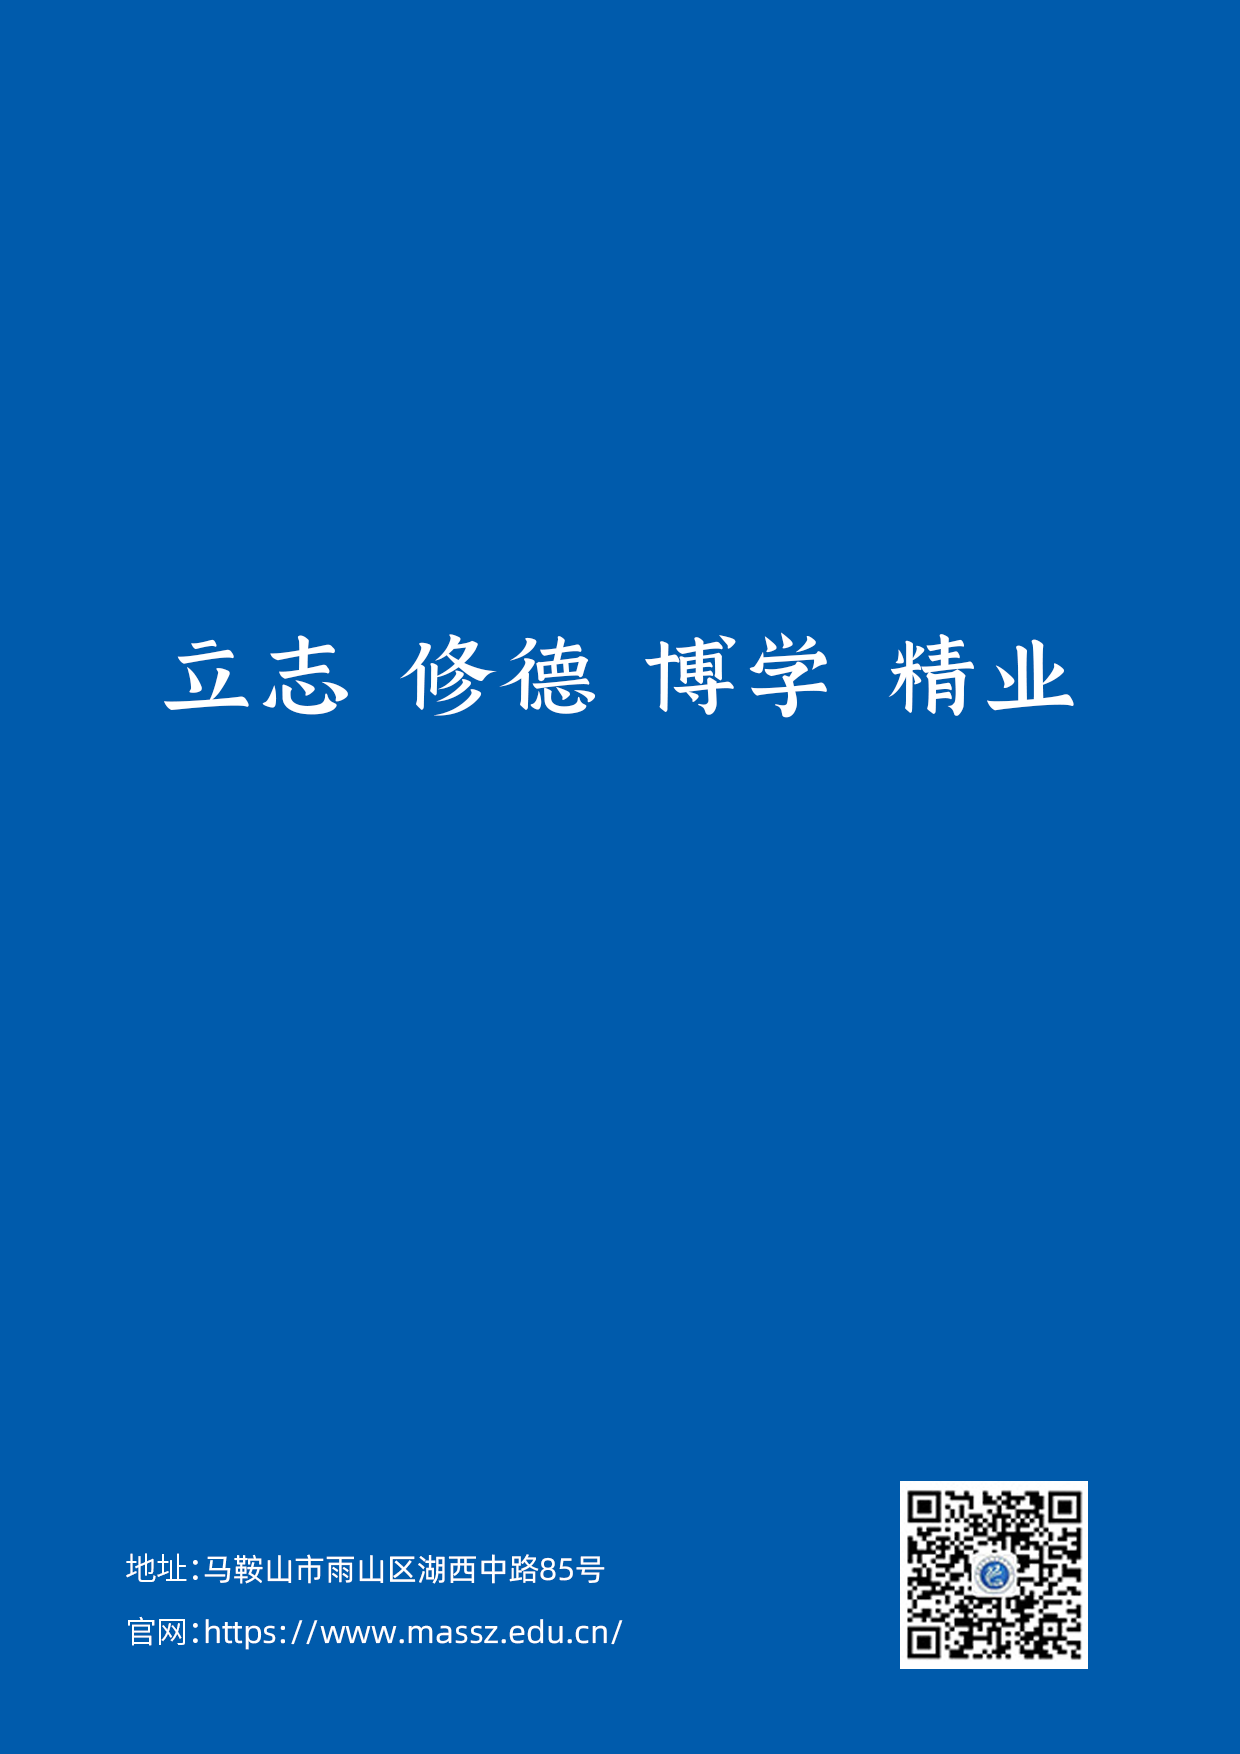 立志 修德 博学 精业
地址:马鞍山市雨山区湖西中路85号
官网:https://www.massz.edu.cn/